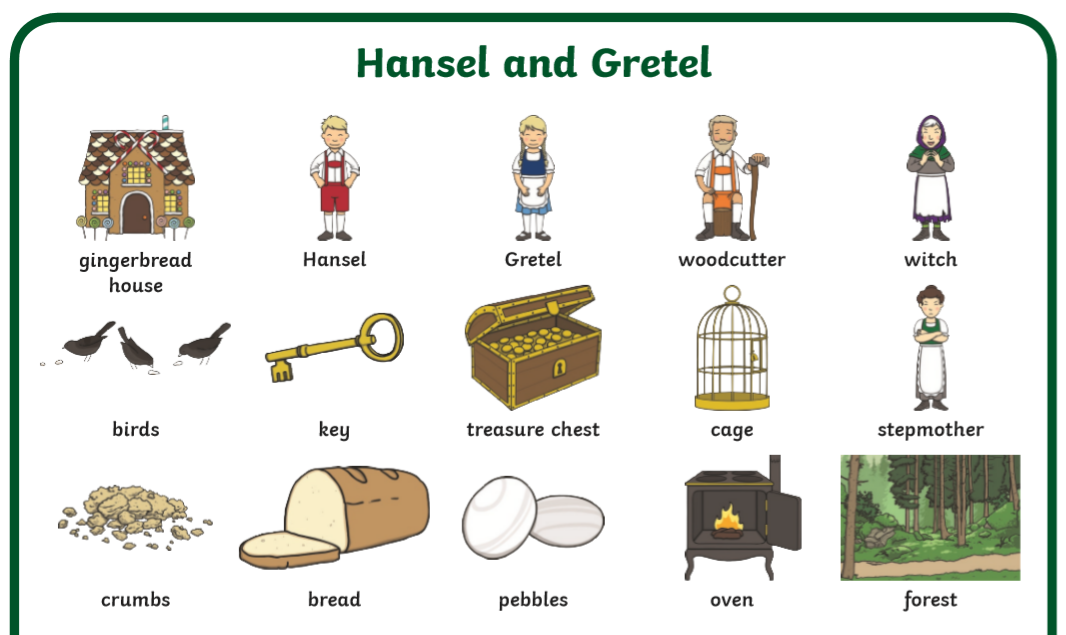 Hansel and Gretel
gingerbread
house
Hansel
Gretel
woodcutter
witch
birds
key
treasure chest
cage
stepmother
crumbs
bread
pebbles
oven
forest